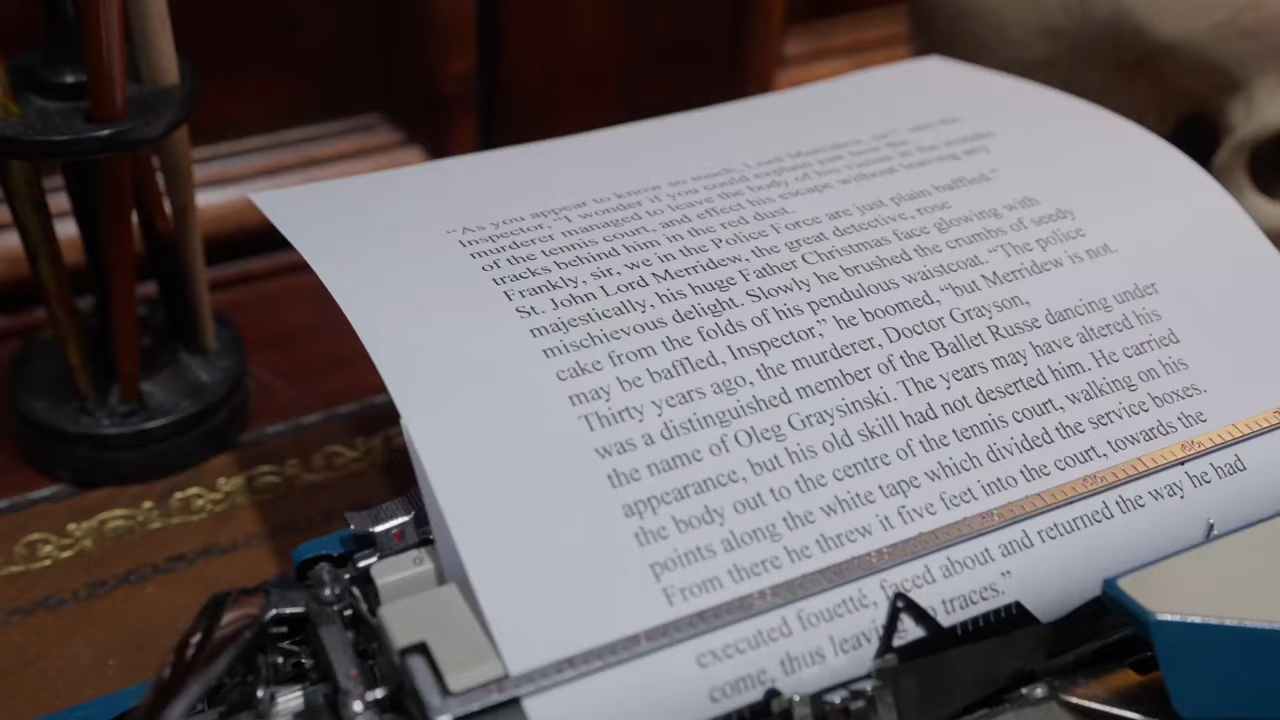 “As you appear to know so much, Lord Merridew, sir,” said the
Inspector, “I wonder if you could explain just how the
murderer managed to leave the body of his victim in the middle
of the tennis court, and effect his escape without leaving any
tracks behind him in the red dust.
Frankly, sir, we in the Police Force are just plain baffled.”
St. John Lord Merridew, the great detective, rose
majestically, his huge Father Christmas face glowing with
mischievous delight. Slowly he brushed the crumbs of seedy
cake from the folds of his pendulous waistcoat. “The police
may be baffled, Inspector,” he boomed, “but Merridew is not.
Thirty years ago, the murderer, Doctor Grayson,
was a distinguished member of the Ballet Russe dancing under
the name of Oleg Graysinski. The years may have altered his
appearance, but his old skill had not deserted him. He carried
the body out to the centre of the tennis court, walking on his
points along the white tape which divided the service boxes.
From there he threw it five feet into the court, towards the
executed fouetté, faced about and returned the way he had
come, thus leaving no traces.”